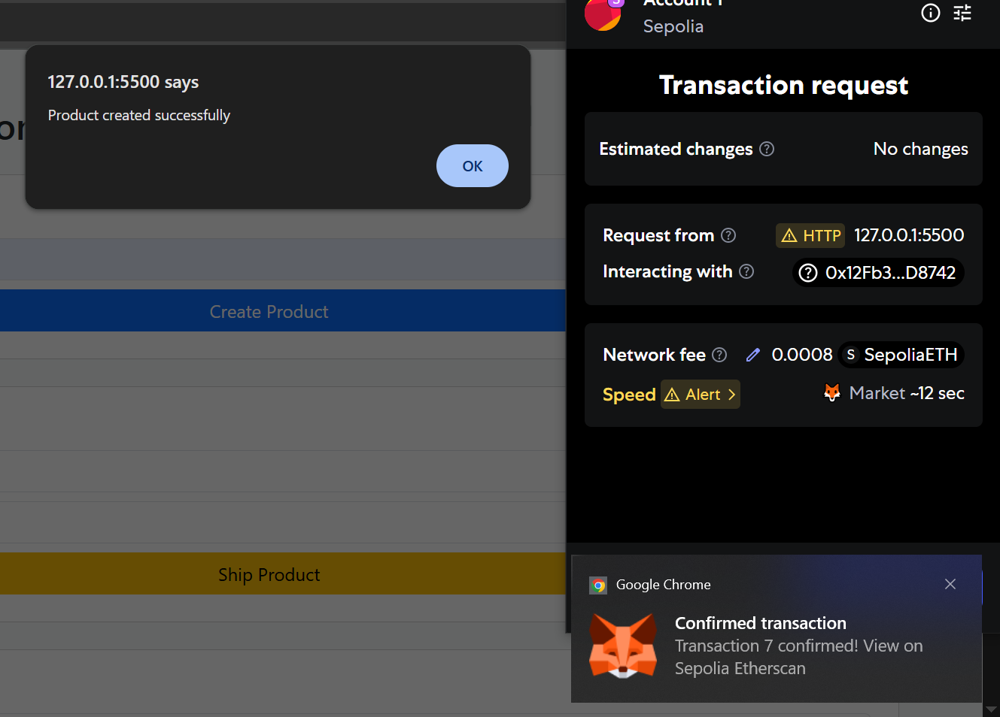 127.0.0.1:5500 says
Product created successfully
OK
Create Product
Ship Product
Account 1
Sepolia
Transaction request
Estimated changes ? No changes
Request from ? HTTP 127.0.0.1:5500
Interacting with ? ? 0x12Fb3...D8742
Network fee ? 0.0008 S SepoliaETH
Speed Alert > Market ~12 sec
Google Chrome
Confirmed transaction
Transaction 7 confirmed! View on
Sepolia Etherscan